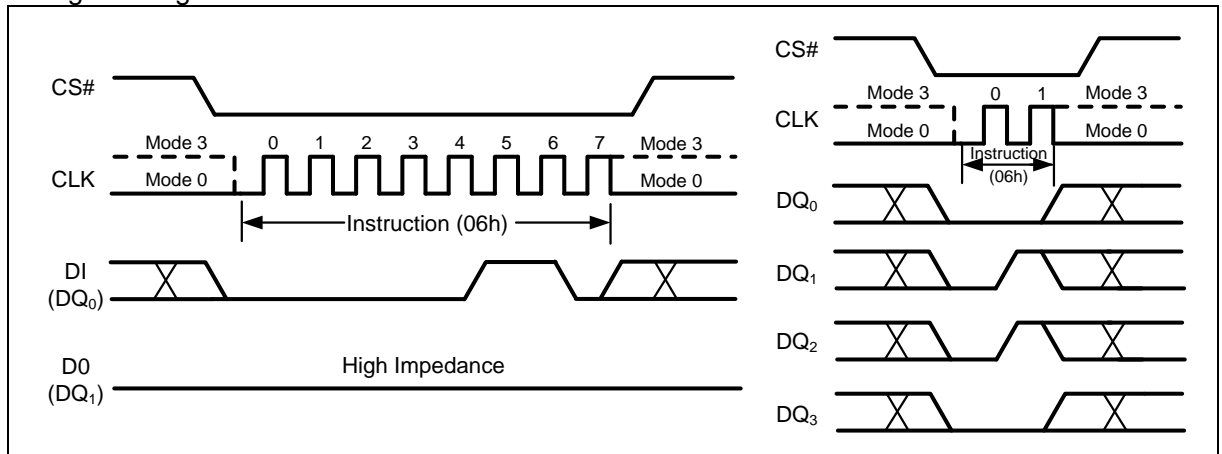 CS#
Mode 3 0 1 2 3 4 5 6 7 Mode 3
CLK
Mode 0 Mode 0
Instruction (06h)
DI
(DQ₀)
D0
(DQ₁)
High Impedance
CS#
Mode 3 0 1 Mode 3
CLK
Mode 0 Mode 0
Instruction
(06h)
DQ₀
DQ₁
DQ₂
DQ₃